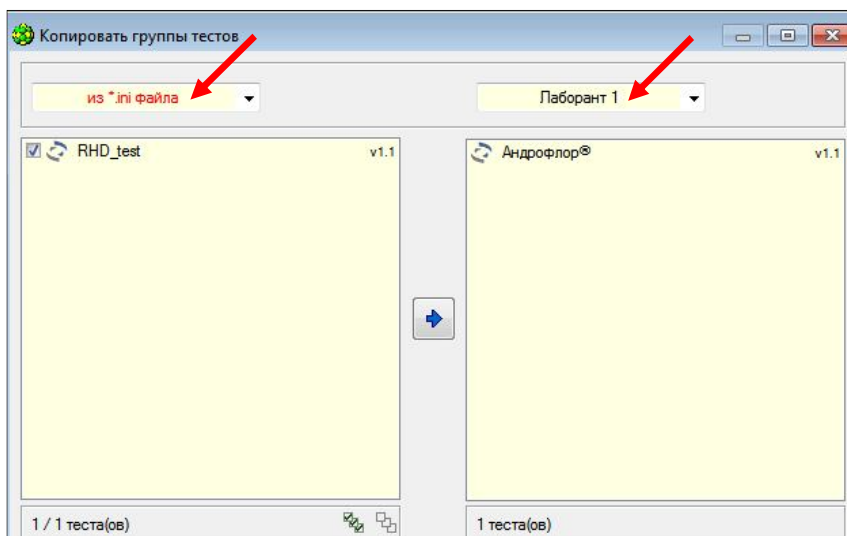 Копировать группы тестов
из *.ini файла
Лаборант 1
RHD_test v1.1
Андрофлор® v1.1
1 / 1 теста(ов)
1 теста(ов)